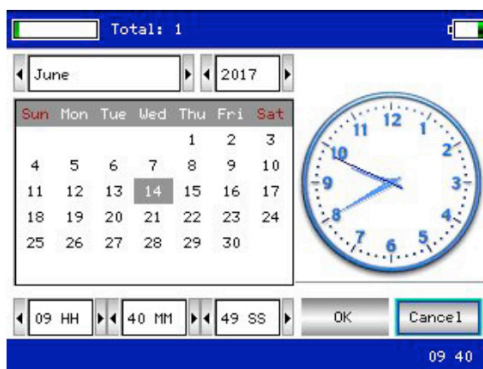 Total: 1
June 2017
Sun Mon Tue Wed Thu Fri Sat
1 2 3
4 5 6 7 8 9 10
11 12 13 14 15 16 17
18 19 20 21 22 23 24
25 26 27 28 29 30
12
11 1
10 2
9 3
8 4
7 5
6
09 HH 40 MM 49 SS OK Cancel
09 40